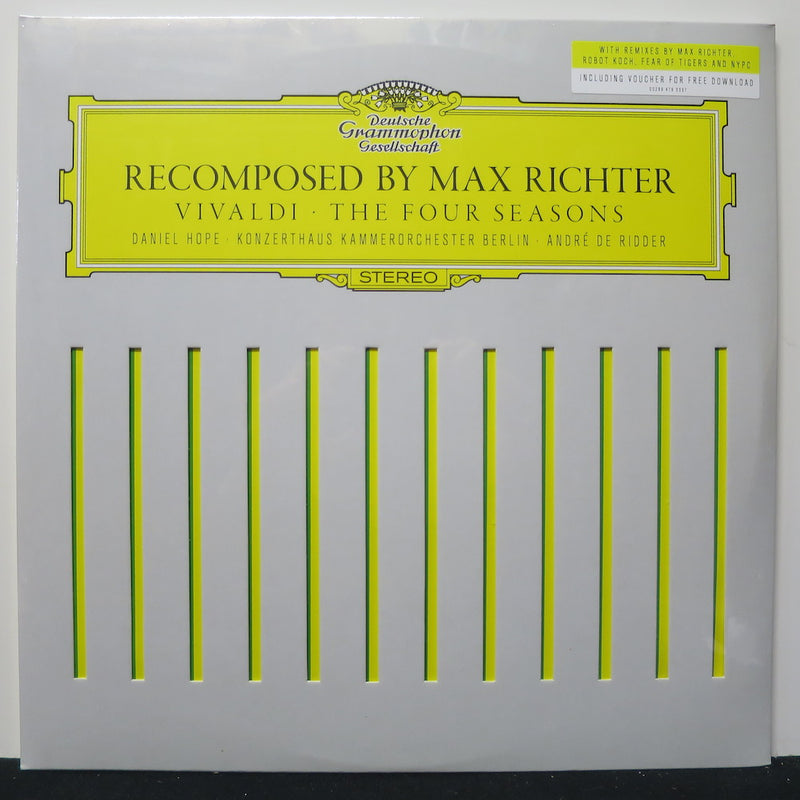 WITH REMIXES BY MAX RICHTER,
ROBOT KOCH, FEAR OF TIGERS AND NYPC
INCLUDING VOUCHER FOR FREE DOWNLOAD
Deutsche
Grammophon
Gesellschaft
RECOMPOSED BY MAX RICHTER
VIVALDI · THE FOUR SEASONS
DANIEL HOPE · KONZERTHAUS KAMMERORCHESTER BERLIN · ANDRÉ DE RIDDER
STEREO